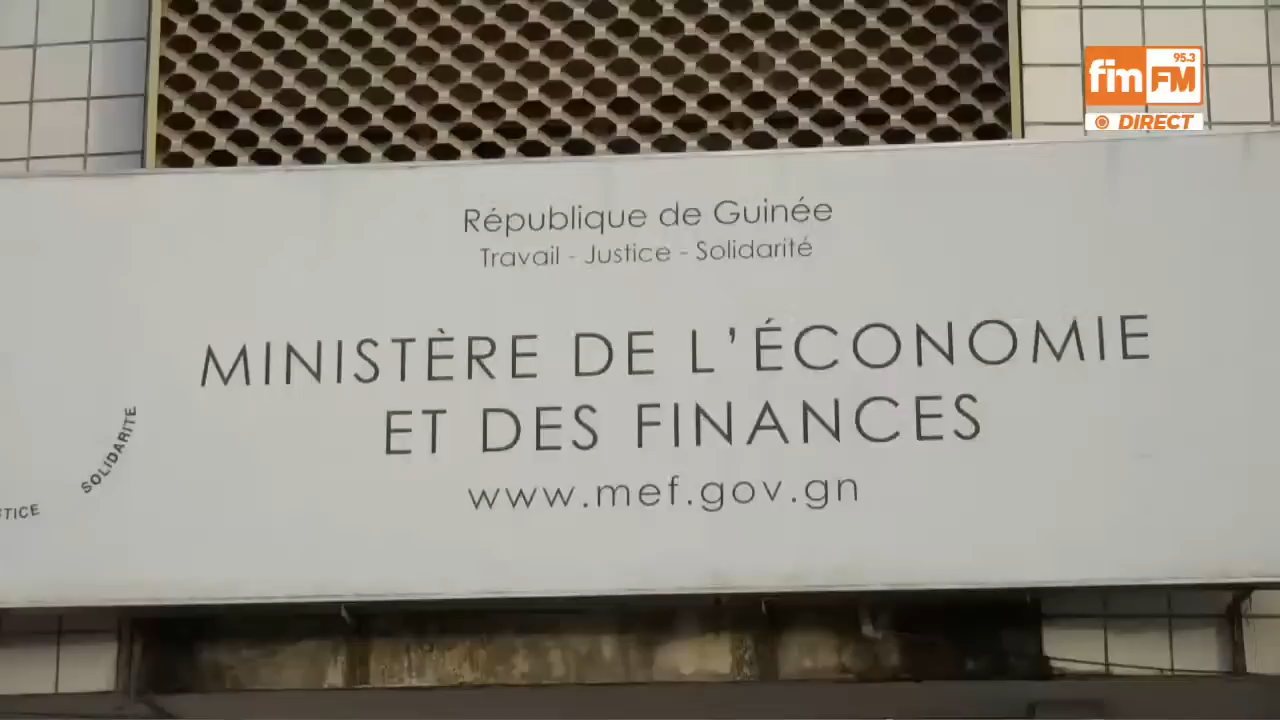 95.3
fim FM
DIRECT
République de Guinée
Travail - Justice - Solidarité
MINISTÈRE DE L'ÉCONOMIE
ET DES FINANCES
www.mef.gov.gn
SOLIDARITE